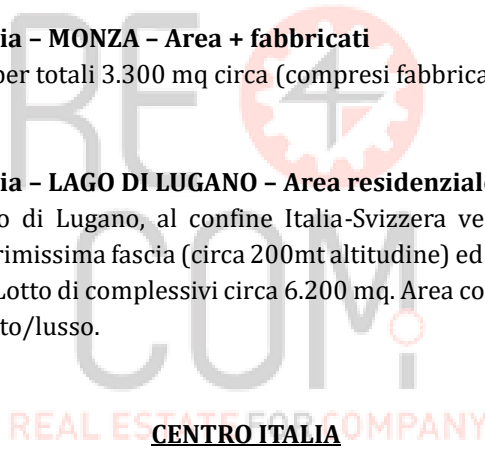 ia – MONZA – Area + fabbricati
per totali 3.300 mq circa (compresi fabbrica
ia – LAGO DI LUGANO – Area residenziale
o di Lugano, al confine Italia-Svizzera ve
rimissima fascia (circa 200mt altitudine) ed
Lotto di complessivi circa 6.200 mq. Area co
to/lusso.
RE4
COM
REAL ESTATE FOR COMPANY
CENTRO ITALIA